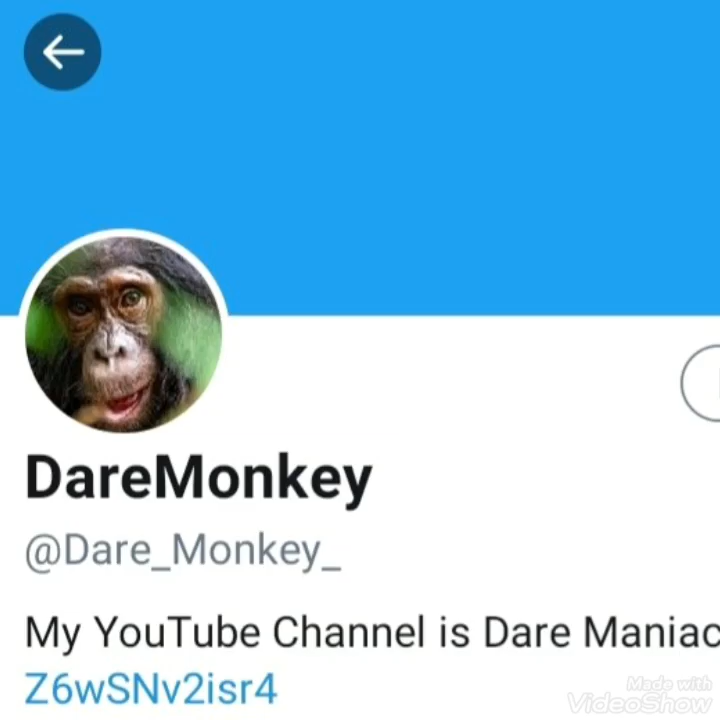 DareMonkey
@Dare_Monkey_
My YouTube Channel is Dare Maniac
Z6wSNv2isr4
Made with
VideoShow